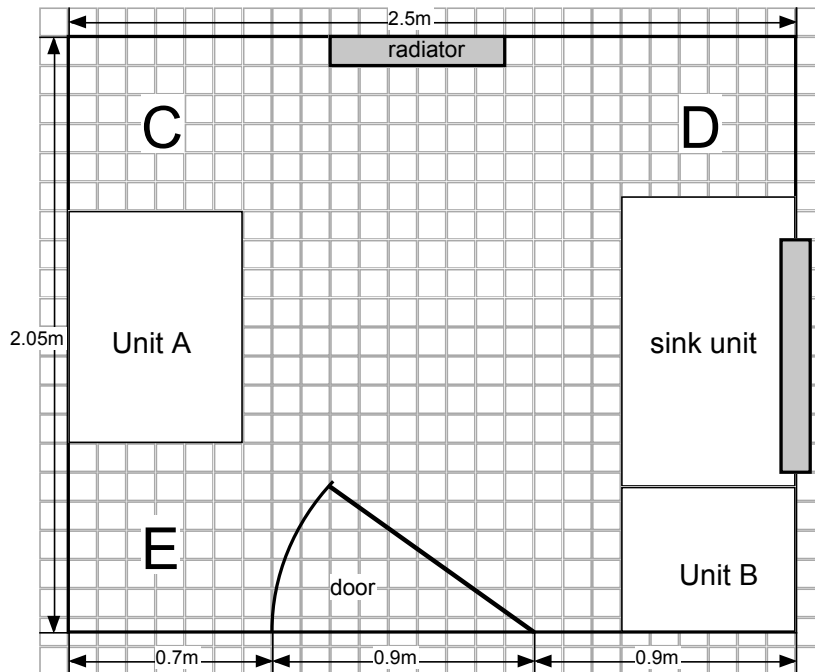 2.5m
radiator
C
D
2.05m
Unit A
sink unit
E
door
Unit B
0.7m
0.9m
0.9m